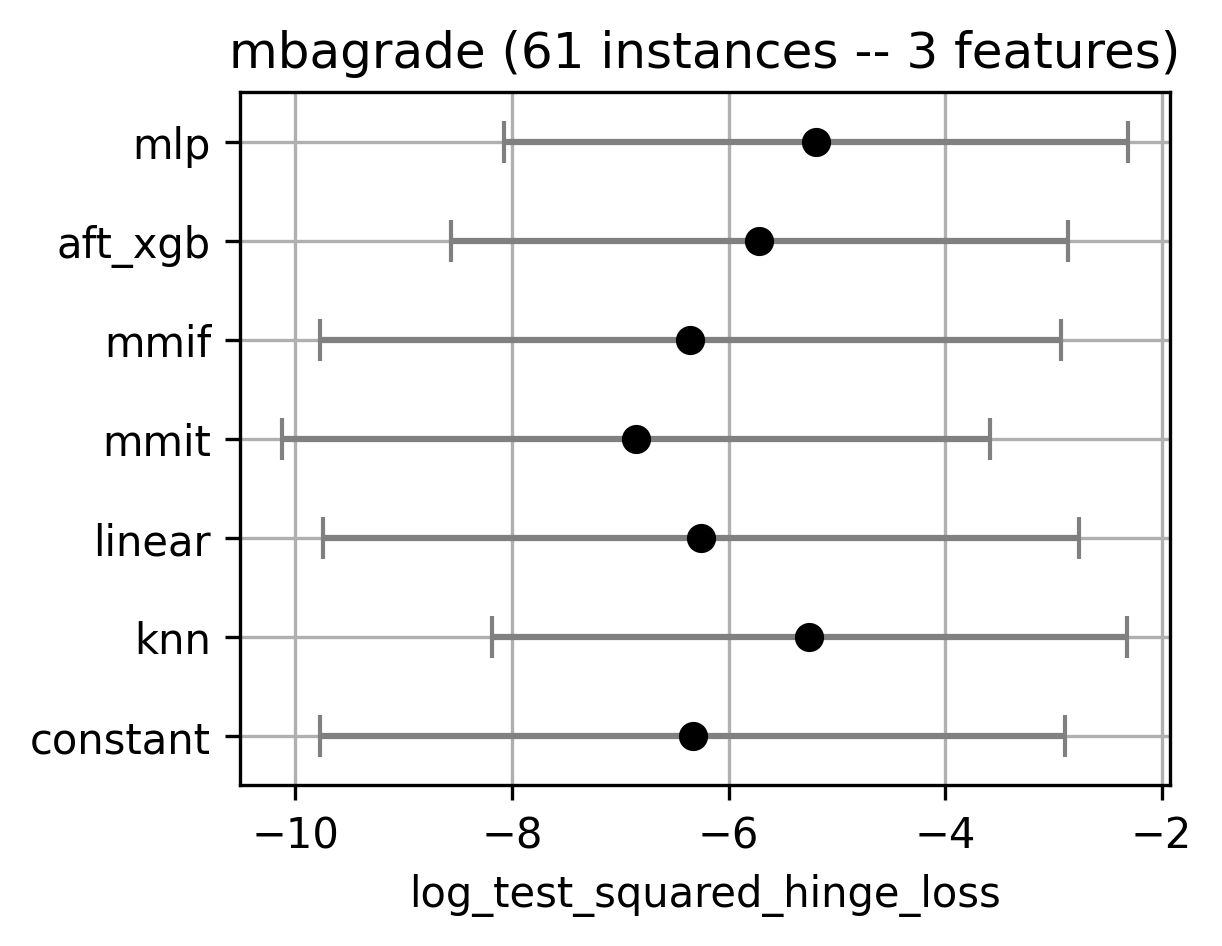 mbagrade (61 instances -- 3 features)
mlp
aft_xgb
mmif
mmit
linear
knn
constant
−10 −8 −6 −4 −2
log_test_squared_hinge_loss